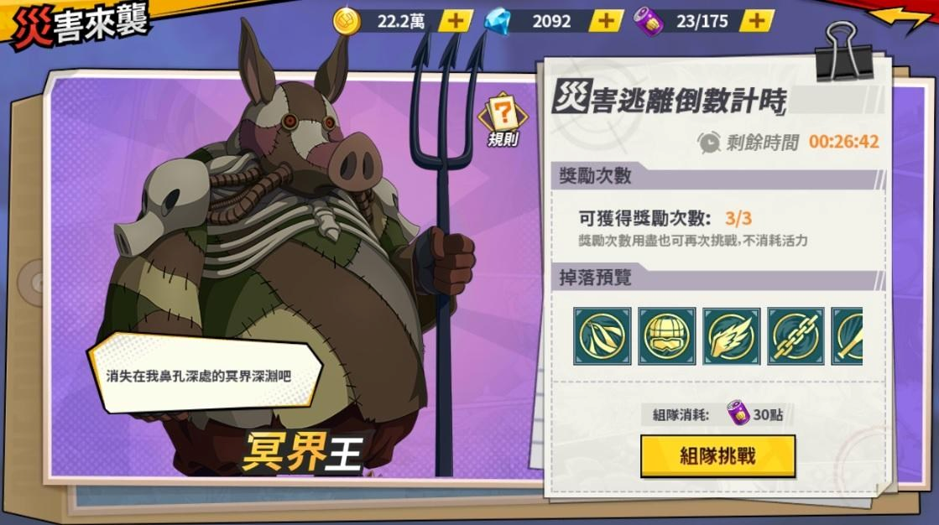 災害來襲
22.2萬
2092
23/175
規則
災害逃離倒數計時
剩餘時間 00:26:42
獎勵次數
可獲得獎勵次數: 3/3
獎勵次數用盡也可再次挑戰,不消耗活力
掉落預覽
消失在我鼻孔深處的冥界深淵吧
冥界王
組隊消耗: 30點
組隊挑戰